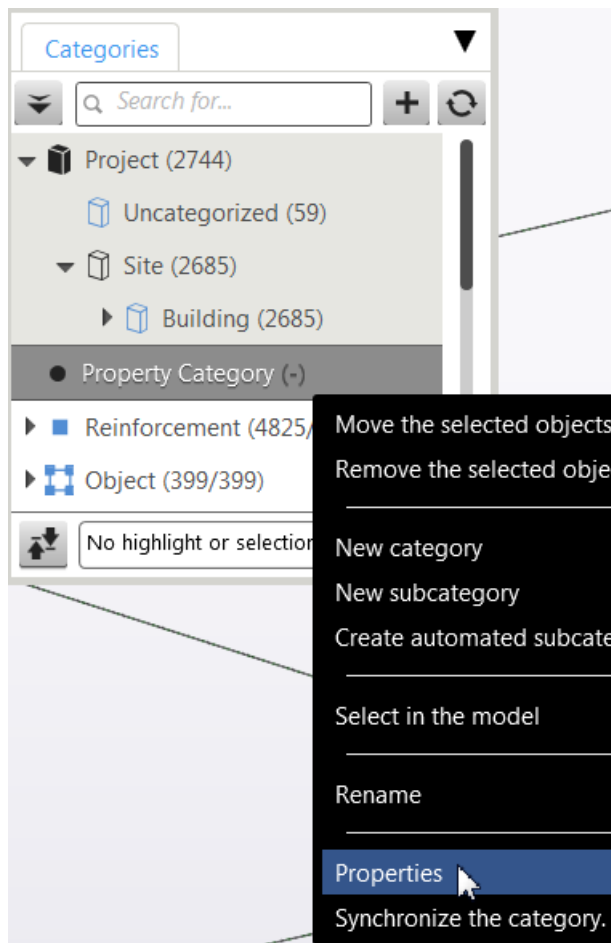 Categories
Search for...
Project (2744)
Uncategorized (59)
Site (2685)
Building (2685)
Property Category (-)
Reinforcement (4825/
Object (399/399)
No highlight or selection
Move the selected objects
Remove the selected obje
New category
New subcategory
Create automated subcate
Select in the model
Rename
Properties
Synchronize the category.